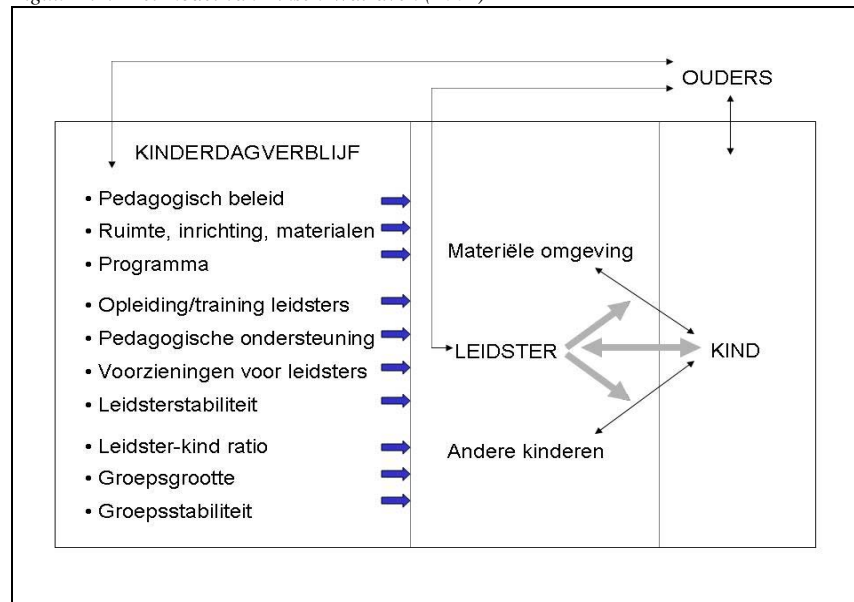 OUDERS
KINDERDAGVERBLIJF
• Pedagogisch beleid
• Ruimte, inrichting, materialen
• Programma
• Opleiding/training leidsters
• Pedagogische ondersteuning
• Voorzieningen voor leidsters
• Leidsterstabiliteit
• Leidster-kind ratio
• Groepsgrootte
• Groepsstabiliteit
Materiële omgeving
LEIDSTER
KIND
Andere kinderen